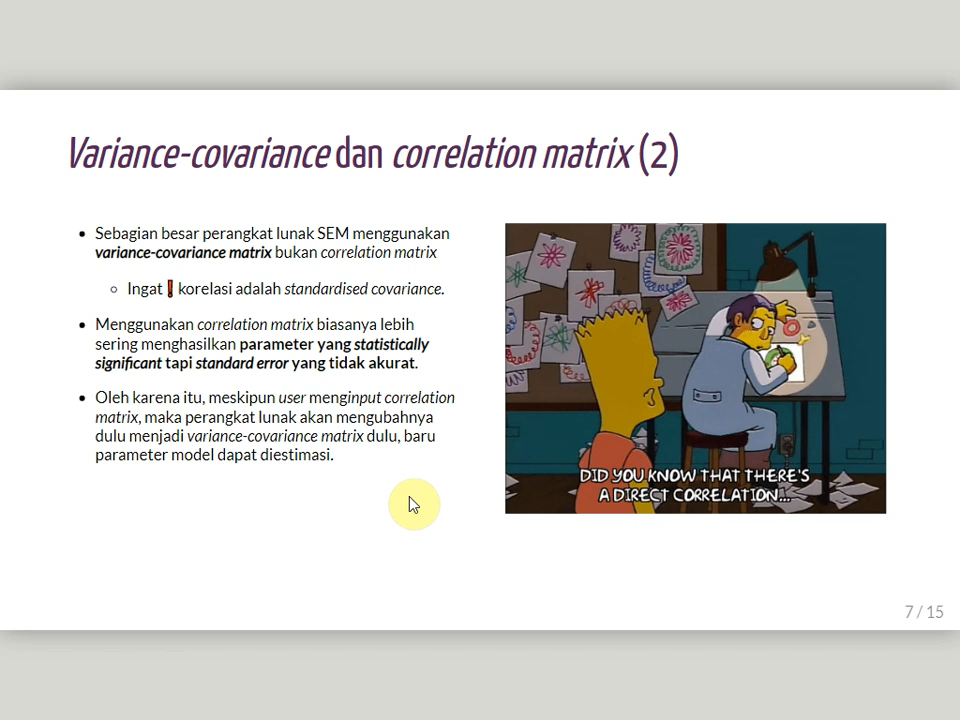 Variance-covariance dan correlation matrix (2)
• Sebagian besar perangkat lunak SEM menggunakan
variance-covariance matrix bukan correlation matrix
◦ Ingat ❗ korelasi adalah standardised covariance.
• Menggunakan correlation matrix biasanya lebih
sering menghasilkan parameter yang statistically
significant tapi standard error yang tidak akurat.
• Oleh karena itu, meskipun user menginput correlation
matrix, maka perangkat lunak akan mengubahnya
dulu menjadi variance-covariance matrix dulu, baru
parameter model dapat diestimasi.
DID YOU KNOW THAT THERE'S
A DIRECT CORRELATION...
7 / 15